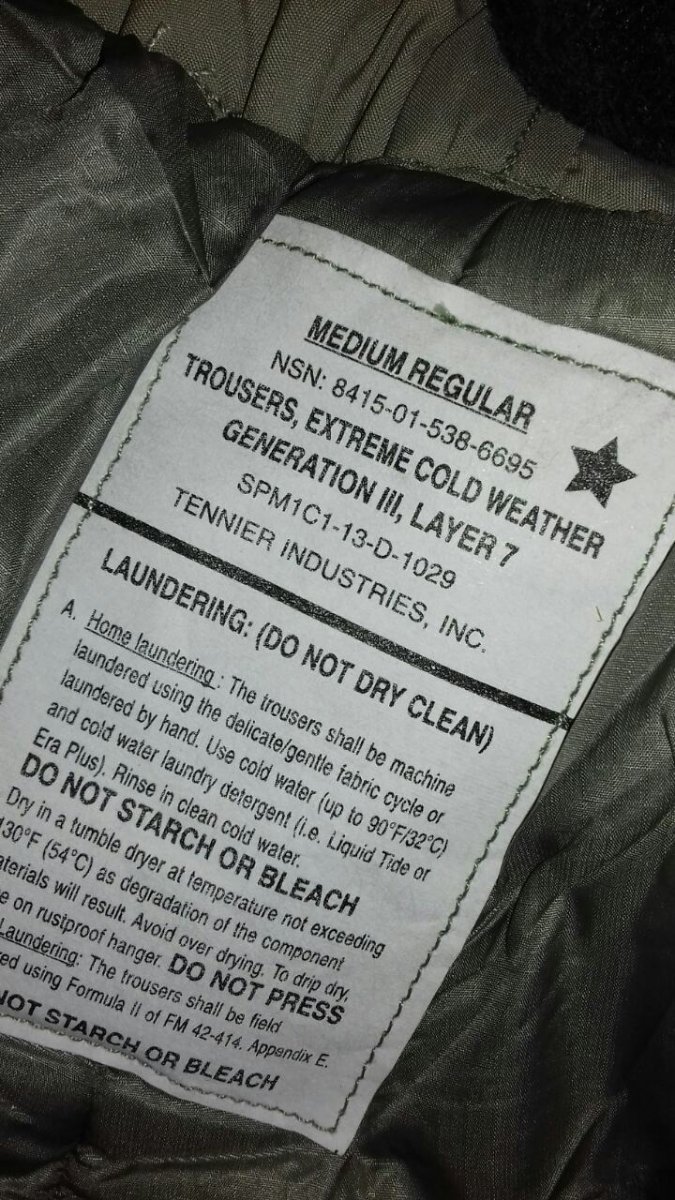 MEDIUM REGULAR
NSN: 8415-01-538-6695
TROUSERS, EXTREME COLD WEATHER
GENERATION III, LAYER 7
SPM1C1-13-D-1029
TENNIER INDUSTRIES, INC.
LAUNDERING: (DO NOT DRY CLEAN)
A. Home laundering : The trousers shall be machine
laundered using the delicate/gentle fabric cycle or
laundered by hand. Use cold water (up to 90°F/32°C)
and cold water laundry detergent (i.e. Liquid Tide or
Era Plus). Rinse in clean cold water.
DO NOT STARCH OR BLEACH
Dry in a tumble dryer at temperature not exceeding
130°F (54°C) as degradation of the component
aterials will result. Avoid over drying. To drip dry,
e on rustproof hanger. DO NOT PRESS
Laundering: The trousers shall be field
ed using Formula II of FM 42-414. Appendix E.
NOT STARCH OR BLEACH